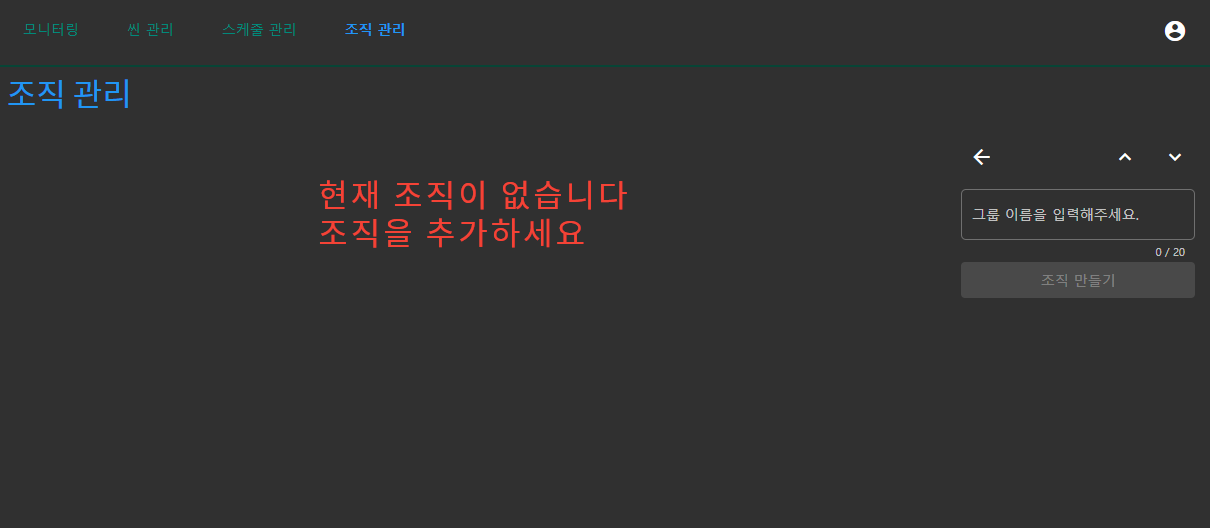 모니터링 씬 관리 스케줄 관리 조직 관리
조직 관리
현재 조직이 없습니다
조직을 추가하세요
그룹 이름을 입력해주세요.
0 / 20
조직 만들기